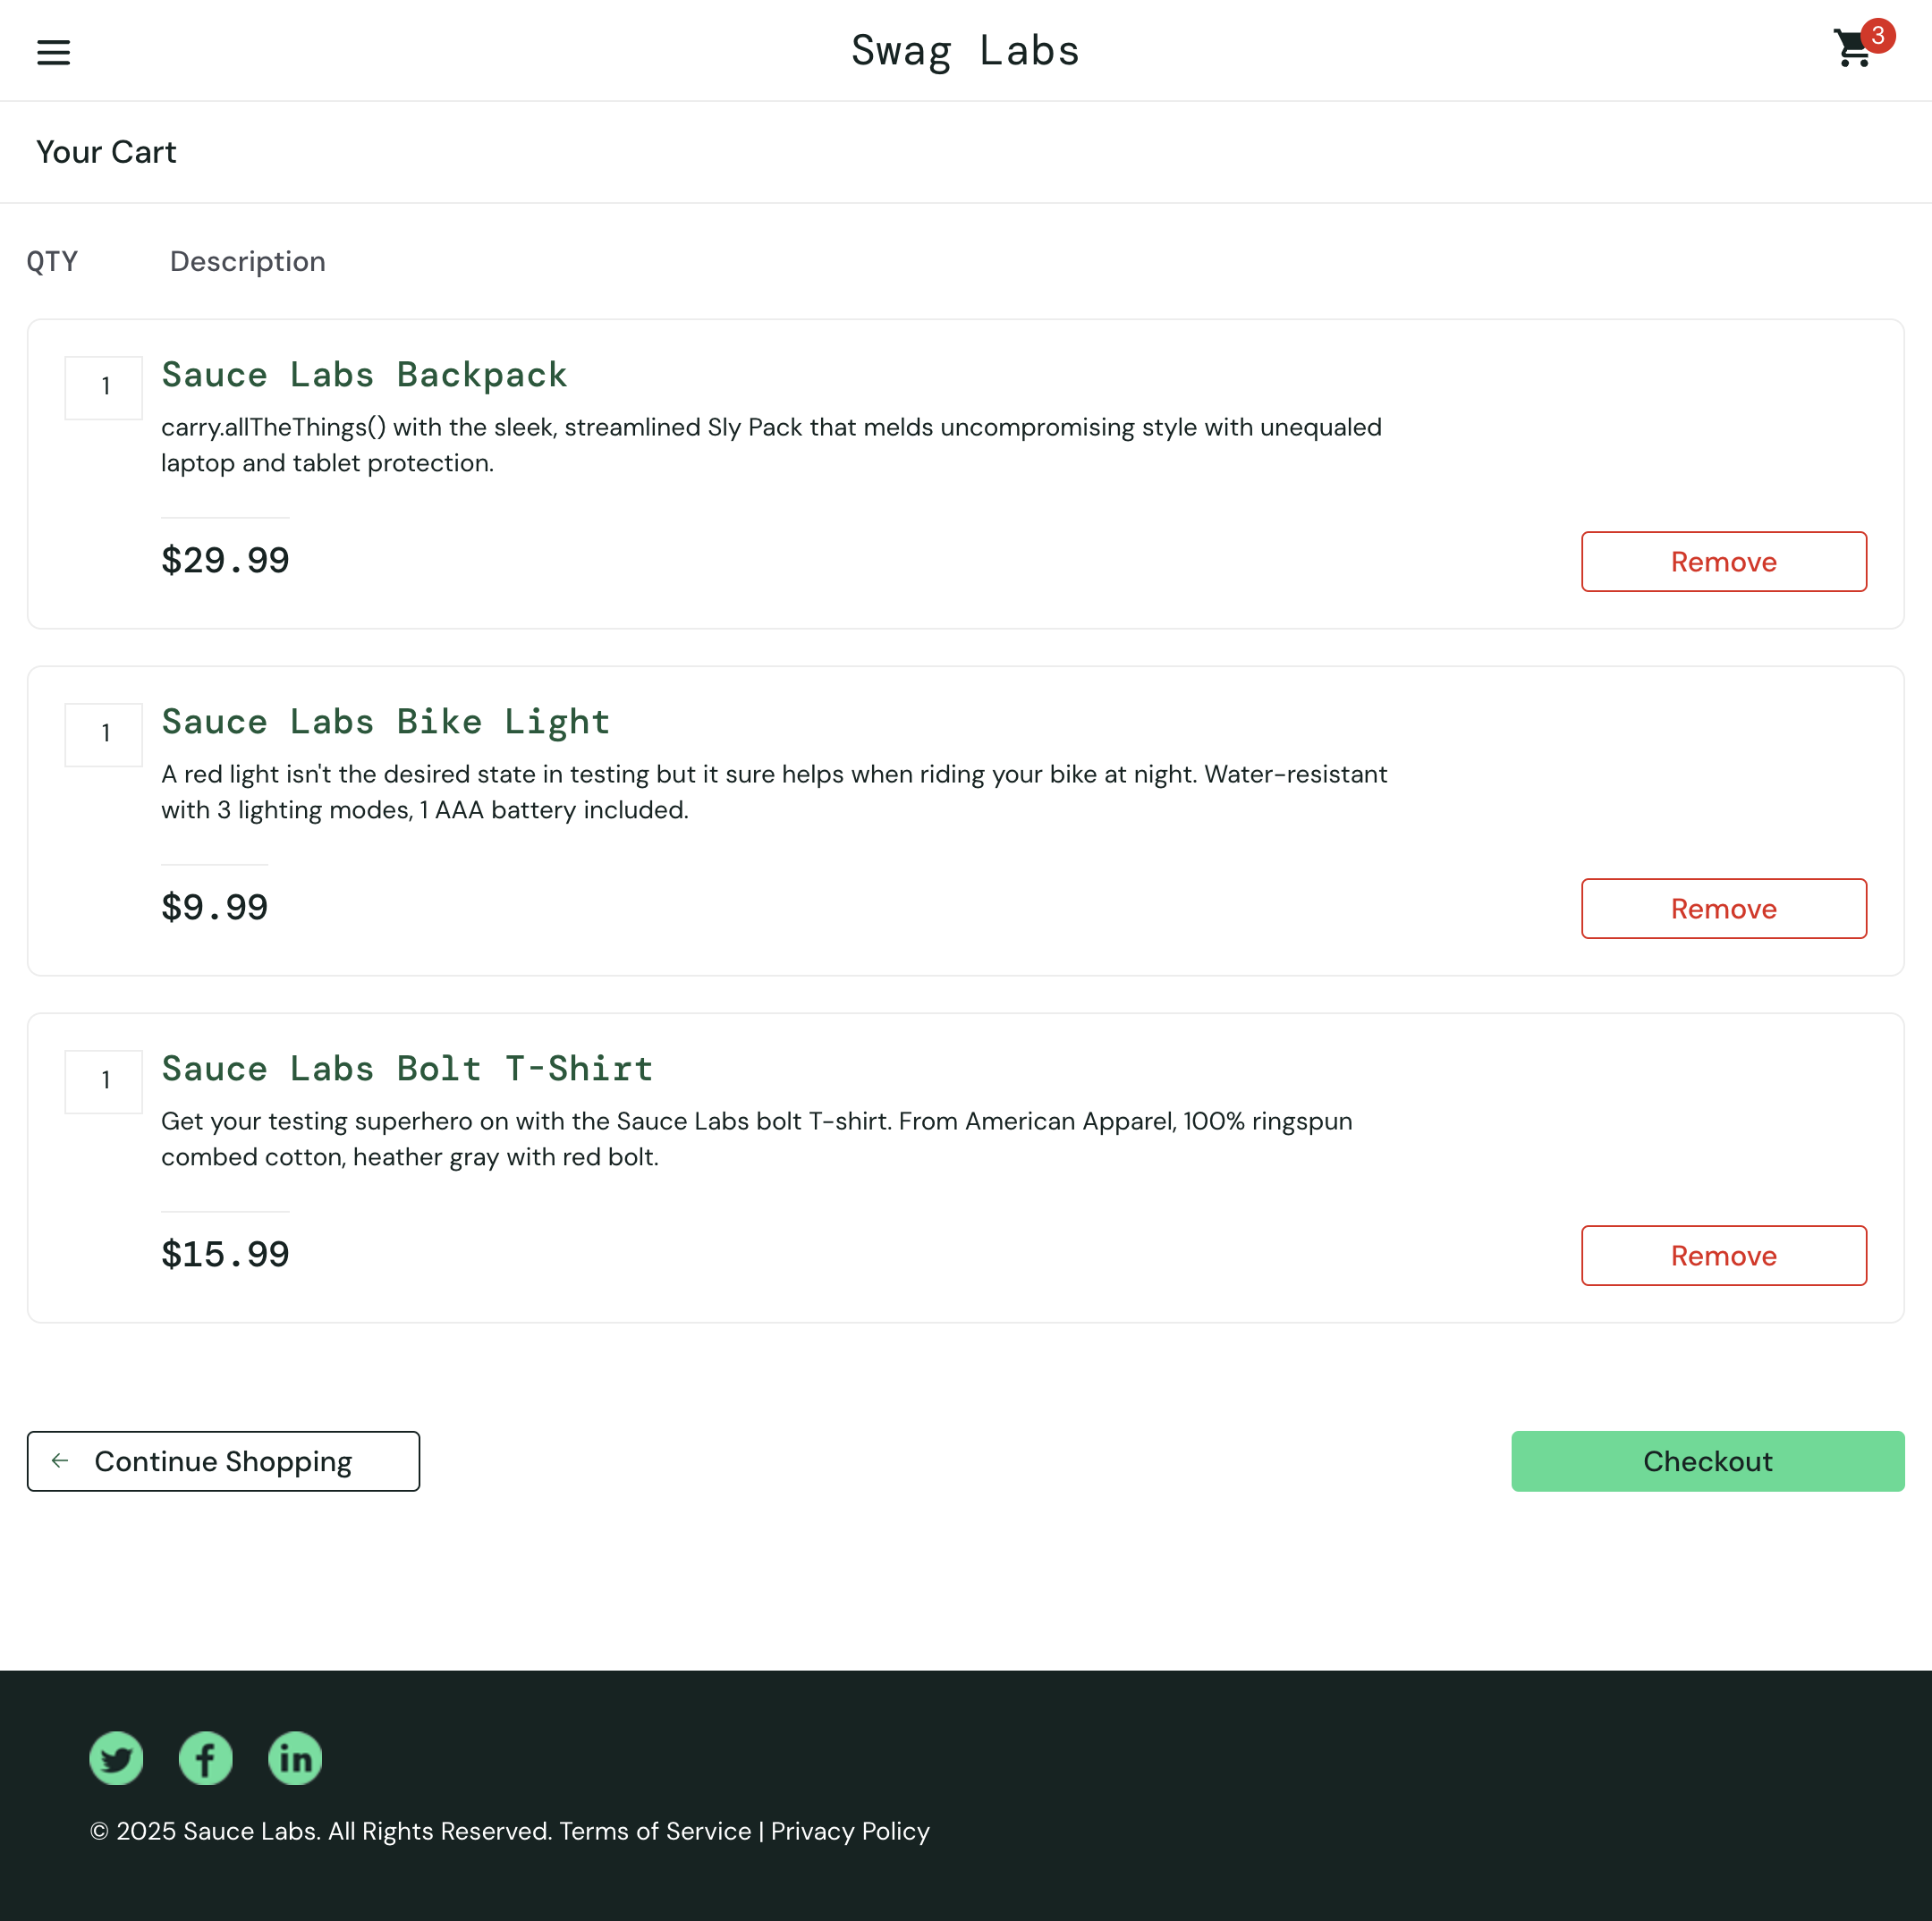 Swag Labs
3
Your Cart
QTY Description
1
Sauce Labs Backpack
carry.allTheThings() with the sleek, streamlined Sly Pack that melds uncompromising style with unequaled
laptop and tablet protection.
$29.99
Remove
1
Sauce Labs Bike Light
A red light isn't the desired state in testing but it sure helps when riding your bike at night. Water-resistant
with 3 lighting modes, 1 AAA battery included.
$9.99
Remove
1
Sauce Labs Bolt T-Shirt
Get your testing superhero on with the Sauce Labs bolt T-shirt. From American Apparel, 100% ringspun
combed cotton, heather gray with red bolt.
$15.99
Remove
Continue Shopping
Checkout
© 2025 Sauce Labs. All Rights Reserved. Terms of Service | Privacy Policy